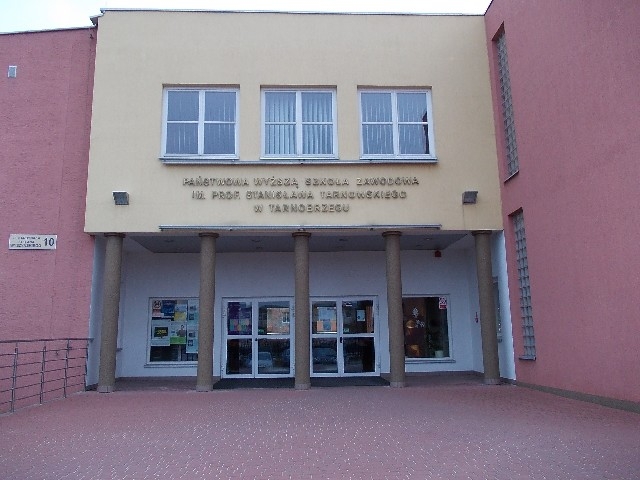 PAŃSTWOWA WYŻSZA SZKOŁA ZAWODOWA
IM. PROF. STANISŁAWA TARNOWSKIEGO
W TARNOBRZEGU
10